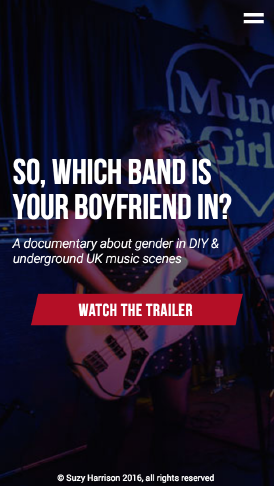 Mund
Girl
SO, WHICH BAND IS
YOUR BOYFRIEND IN?
A documentary about gender in DIY &
underground UK music scenes
WATCH THE TRAILER
© Suzy Harrison 2016, all rights reserved